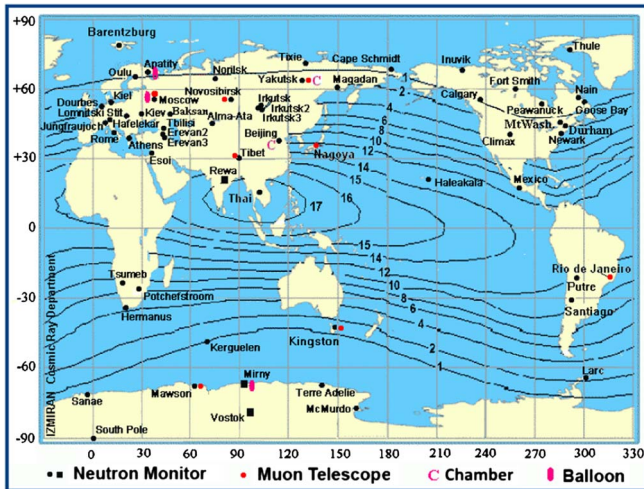 +90
Barentzburg
Thule
Tixie Cape Schmidt Inuvik
Apatity
Oulu Norilsk
Yakutsk C Magadan Fort Smith Nain
+60
Kiel Moscow Novosibirsk Irkutsk Calgary Peawanuck Goose Bay
Dourbes Irkutsk2
Lomnitski Stit Kiev Baksan Alma-Ata Irkutsk3 Mt Wash. Durham
Jungfraujoch Hafelekar Tbilisi Beijing Climax Newark
Rome Erevan2 C
Athens Erevan3 Nagoya
+30
Esoi Tibet
Rewa Haleakala Mexico
Thai
1
2
4
6
8
10
12
14
15
16
17
0
15
14
12
10
8
6
4
2
1
Tsumeb Rio de Janeiro
Potchefstroom Putre
-30
Hermanus Santiago
Kingston
Kerguelen
-60
Mirny Larc
Sanae Mawson Terre Adelie
Vostok McMurdo
South Pole
-90
IZMIRAN Cosmic Ray Department
0 30 60 90 120 150 180 210 240 270 300 330
Neutron Monitor Muon Telescope C Chamber Balloon